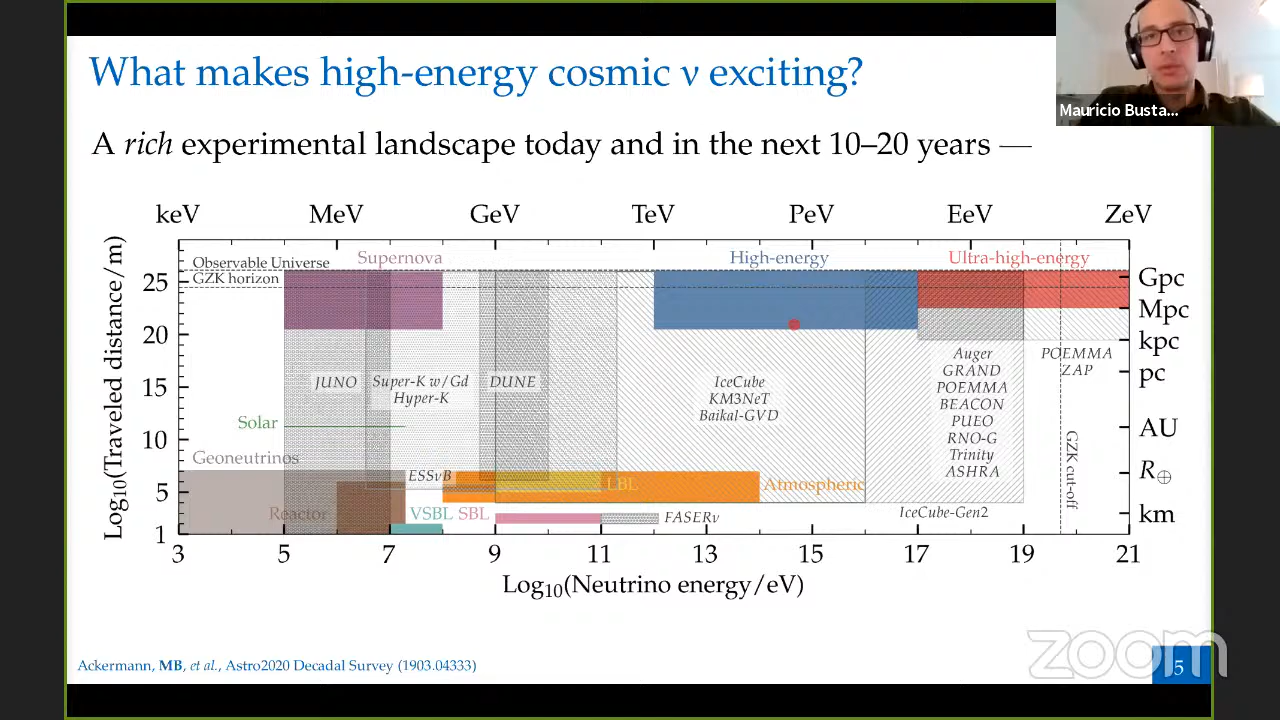 What makes high-energy cosmic ν exciting?
Mauricio Busta...
A rich experimental landscape today and in the next 10–20 years —
keV MeV GeV TeV PeV EeV ZeV
Observable Universe Supernova High-energy Ultra-high-energy
GZK horizon
25 Gpc
Mpc
20 kpc
Auger POEMMA
GRAND ZAP
15 JUNO Super-K w/Gd DUNE IceCube POEMMA pc
Hyper-K KM3NeT BEACON
Baikal-GVD PUEO
Solar RNO-G AU
10 Trinity
Geoneutrinos ASHRA
ESSνB R⊕
5 LBL Atmospheric GZK cut-off
Reactor VSBL SBL FASERν IceCube-Gen2 km
1
3 5 7 9 11 13 15 17 19 21
Log10(Traveled distance/m)
Log10(Neutrino energy/eV)
Ackermann, MB, et al., Astro2020 Decadal Survey (1903.04333)
zoom
5